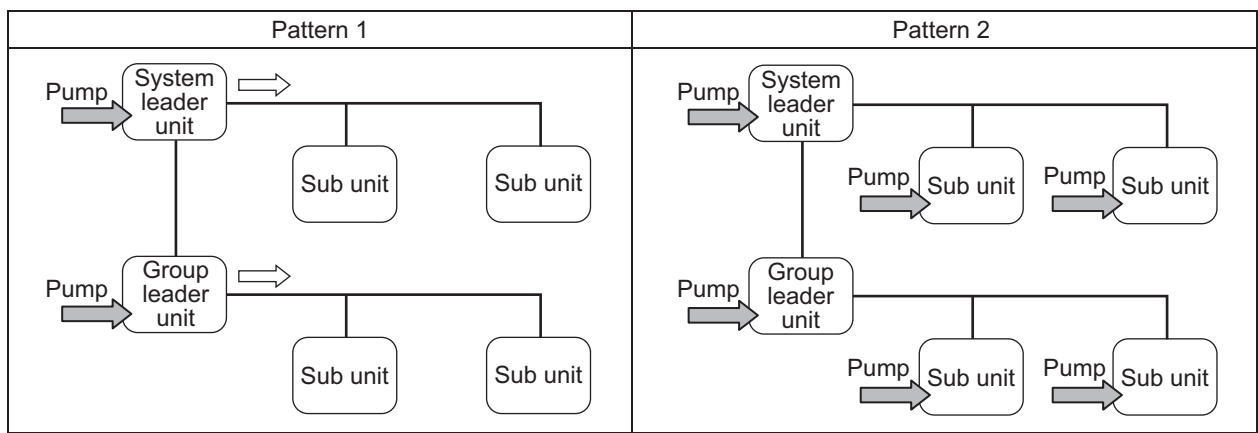 Pattern 1
Pattern 2
Pump
System
leader
unit
Sub unit
Sub unit
Pump
Group
leader
unit
Sub unit
Sub unit
Pump
System
leader
unit
Pump
Sub unit
Pump
Sub unit
Pump
Group
leader
unit
Pump
Sub unit
Pump
Sub unit